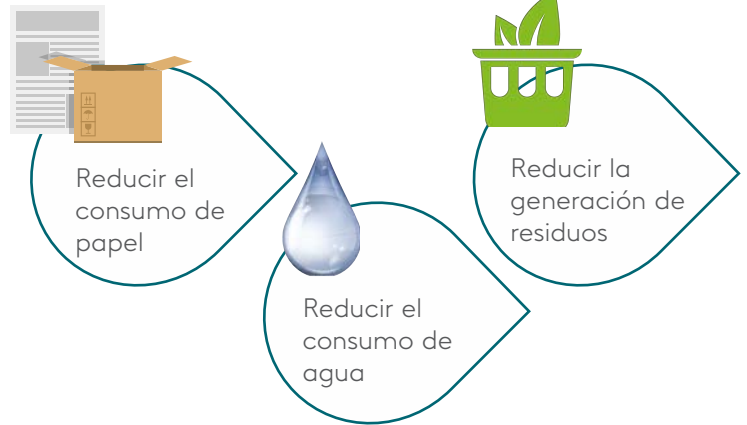 Reducir el
consumo de
papel
Reducir el
consumo de
agua
Reducir la
generación de
residuos